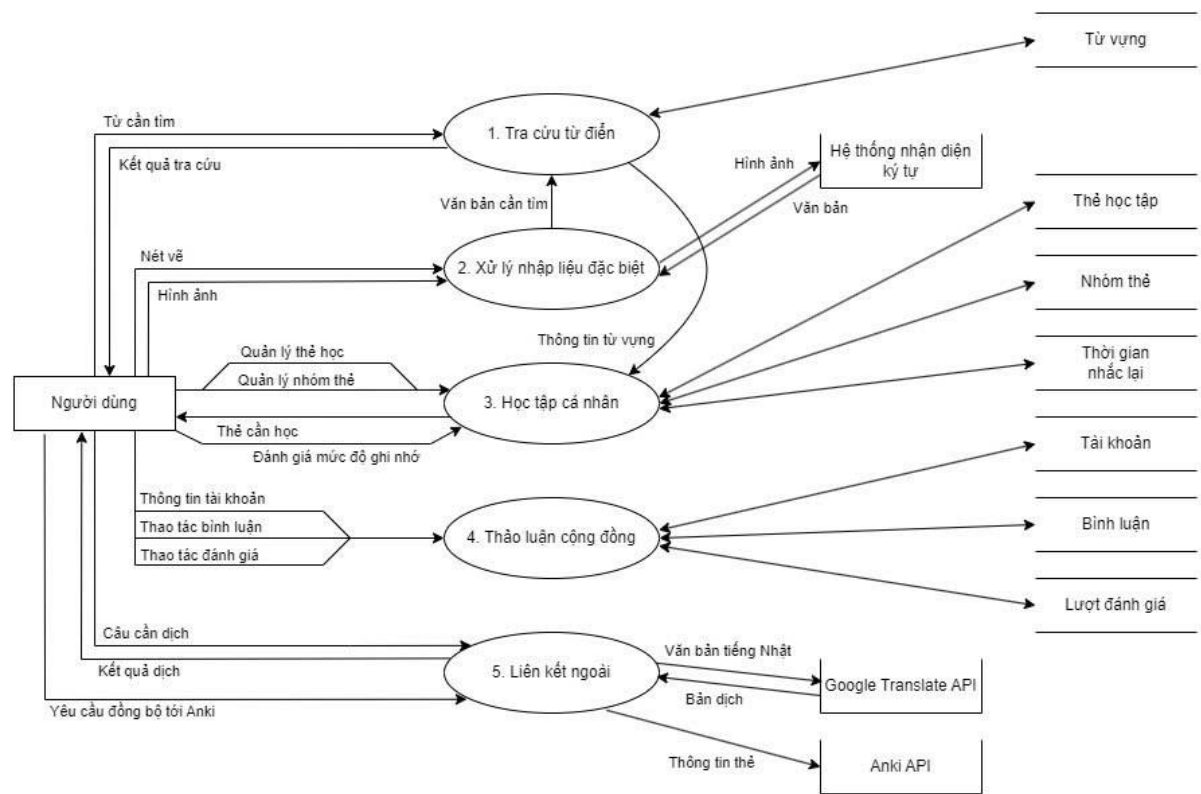 Từ vựng
Từ cần tìm
1. Tra cứu từ điển
Kết quả tra cứu
Hình ảnh
Hệ thống nhận diện
ký tự
Văn bản cần tìm
Văn bản
Thẻ học tập
Nét vẽ
2. Xử lý nhập liệu đặc biệt
Hình ảnh
Nhóm thẻ
Thông tin từ vựng
Quản lý thẻ học
Thời gian
nhắc lại
Quản lý nhóm thẻ
Người dùng
3. Học tập cá nhân
Thẻ cần học
Đánh giá mức độ ghi nhớ
Tài khoản
Thông tin tài khoản
Thao tác bình luận
4. Thảo luận cộng đồng
Bình luận
Thao tác đánh giá
Lượt đánh giá
Câu cần dịch
Văn bản tiếng Nhật
Kết quả dịch
5. Liên kết ngoài
Google Translate API
Bản dịch
Yêu cầu đồng bộ tới Anki
Thông tin thẻ
Anki API